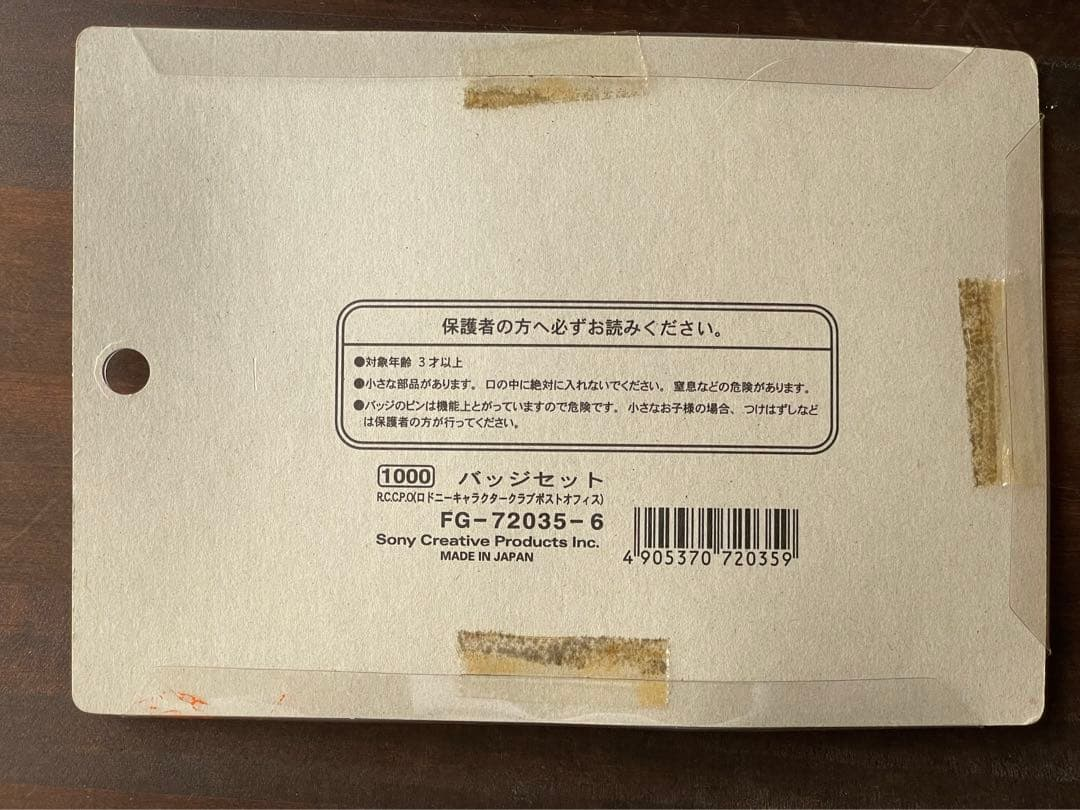 保護者の方へ必ずお読みください。
●対象年齢 3才以上
●小さな部品があります。口の中に絶対に入れないでください。窒息などの危険があります。
●バッジのピンは機能上とがっていますので危険です。小さなお子様の場合、つけはずしなど
は保護者の方が行ってください。
1000 バッジセット
R.C.C.P.O(ロドニーキャラクタークラブポストオフィス)
FG-72035-6
Sony Creative Products Inc.
MADE IN JAPAN
4 905370 720359